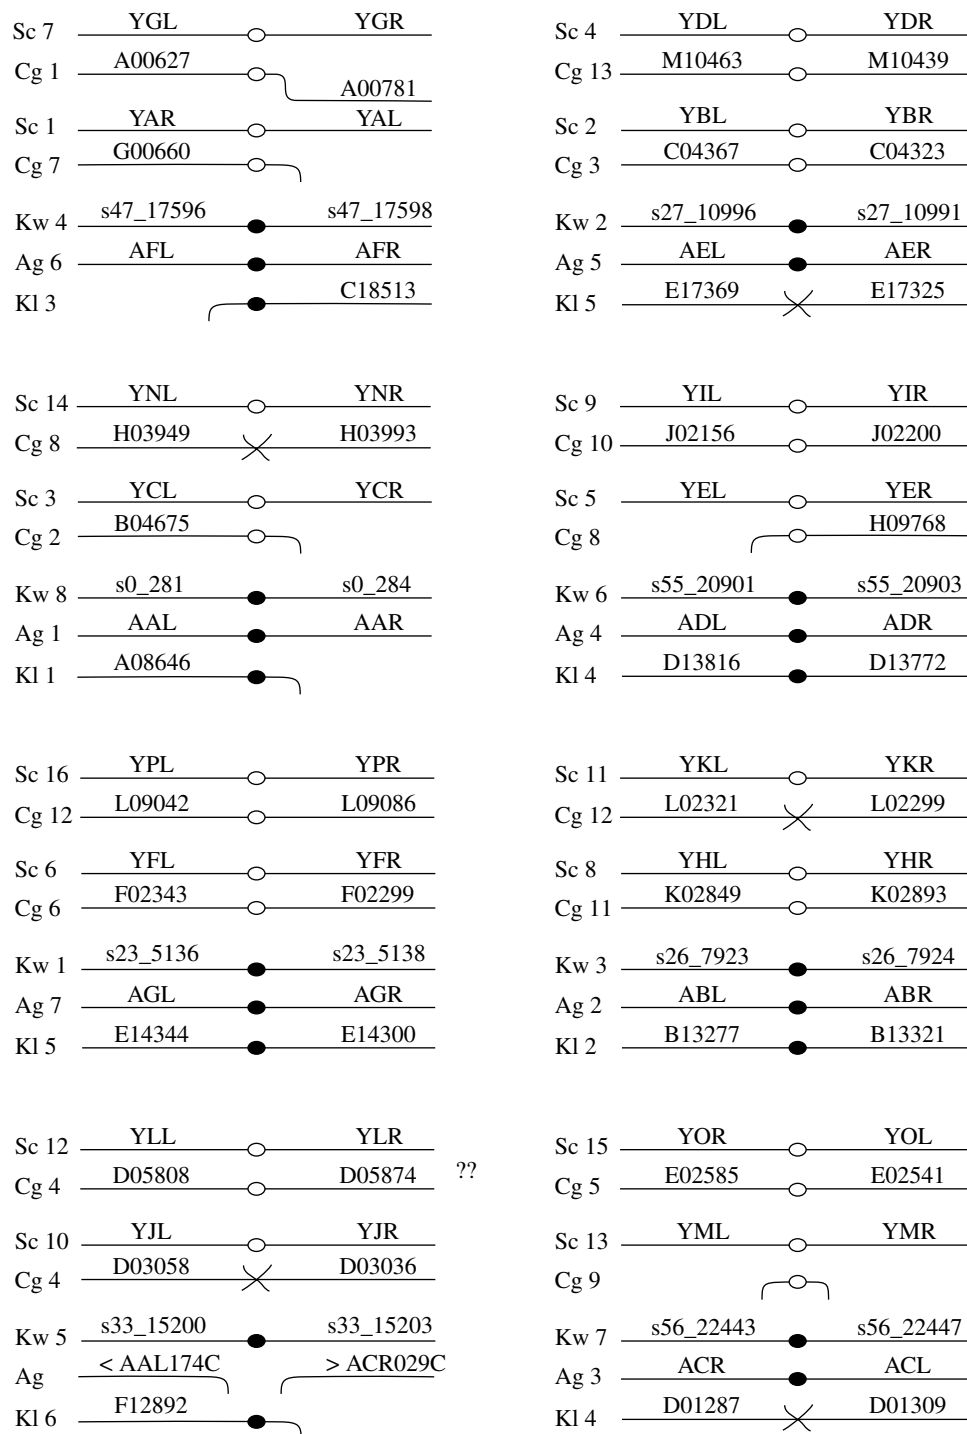 Sc 7 YGL YGR
Cg 1 A00627 A00781
Sc 1 YAR YAL
Cg 7 G00660
Kw 4 s47_17596 s47_17598
Ag 6 AFL AFR
Kl 3 C18513
Sc 4 YDL YDR
Cg 13 M10463 M10439
Sc 2 YBL YBR
Cg 3 C04367 C04323
Kw 2 s27_10996 s27_10991
Ag 5 AEL AER
Kl 5 E17369 E17325
Sc 14 YNL YNR
Cg 8 H03949 H03993
Sc 3 YCL YCR
Cg 2 B04675
Kw 8 s0_281 s0_284
Ag 1 AAL AAR
Kl 1 A08646
Sc 9 YIL YIR
Cg 10 J02156 J02200
Sc 5 YEL YER
Cg 8 H09768
Kw 6 s55_20901 s55_20903
Ag 4 ADL ADR
Kl 4 D13816 D13772
Sc 16 YPL YPR
Cg 12 L09042 L09086
Sc 6 YFL YFR
Cg 6 F02343 F02299
Kw 1 s23_5136 s23_5138
Ag 7 AGL AGR
Kl 5 E14344 E14300
Sc 11 YKL YKR
Cg 12 L02321 L02299
Sc 8 YHL YHR
Cg 11 K02849 K02893
Kw 3 s26_7923 s26_7924
Ag 2 ABL ABR
Kl 2 B13277 B13321
Sc 12 YLL YLR
Cg 4 D05808 D05874 ??
Sc 10 YJL YJR
Cg 4 D03058 D03036
Kw 5 s33_15200 s33_15203
Ag < AAL174C > ACR029C
Kl 6 F12892
Sc 15 YOR YOL
Cg 5 E02585 E02541
Sc 13 YML YMR
Cg 9
Kw 7 s56_22443 s56_22447
Ag 3 ACR ACL
Kl 4 D01287 D01309